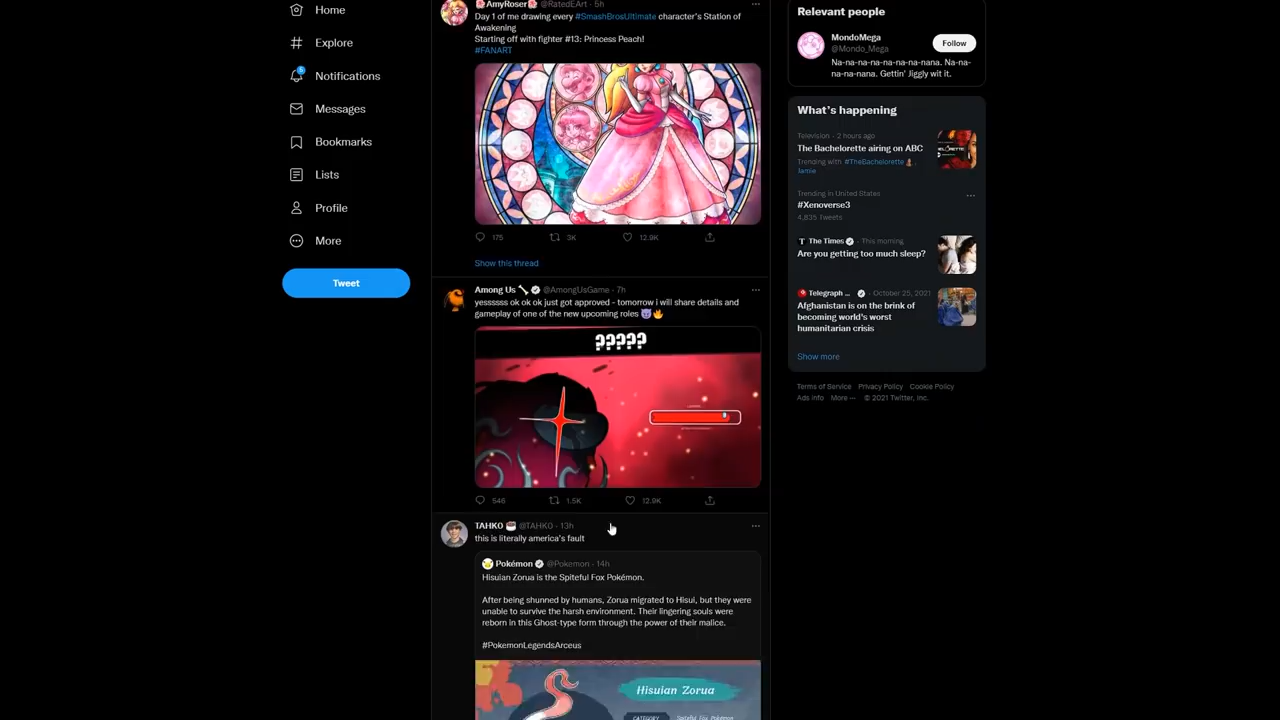 Home
Explore
Notifications
Messages
Bookmarks
Lists
Profile
More
Tweet
AmyRoser @RatedEArt · 5h
Day 1 of me drawing every #SmashBrosUltimate character's Station of
Awakening
Starting off with fighter #13: Princess Peach!
#FANART
175 3K 12.9K
Show this thread
Among Us @AmongUsGame · 7h
yessssss ok ok ok just got approved - tomorrow i will share details and
gameplay of one of the new upcoming roles
?????
546 1.5K 12.9K
TAHK0 @TAHK0 · 13h
this is literally america's fault
Pokémon @Pokemon · 14h
Hisuian Zorua is the Spiteful Fox Pokémon.
After being shunned by humans, Zorua migrated to Hisui, but they were
unable to survive the harsh environment. Their lingering souls were
reborn in this Ghost-type form through the power of their malice.
#PokemonLegendsArceus
Hisuian Zorua
CATEGORY Spiteful Fox Pokémon
Relevant people
MondoMega
@Mondo_Mega
Follow
Na-na-na-na-na-na-nana. Na-na-
na-na-nana. Gettin' Jiggly wit it.
What's happening
Television · 2 hours ago
The Bachelorette airing on ABC
Trending with #TheBachelorette ,
Jamie
Trending in United States
#Xenoverse3
4,835 Tweets
The Times · This morning
Are you getting too much sleep?
Telegraph ... · October 25, 2021
Afghanistan is on the brink of
becoming world's worst
humanitarian crisis
Show more
Terms of Service Privacy Policy Cookie Policy
Ads info More ··· © 2021 Twitter, Inc.